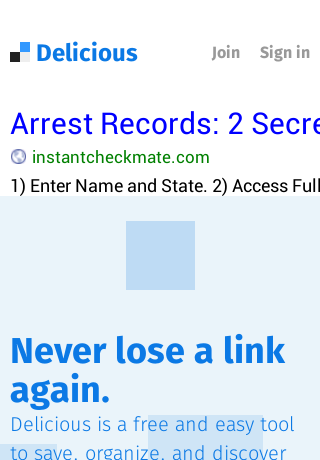 Delicious
Join Sign in
Arrest Records: 2 Secre
instantcheckmate.com
1) Enter Name and State. 2) Access Full
Never lose a link
again.
Delicious is a free and easy tool
to save, organize, and discover